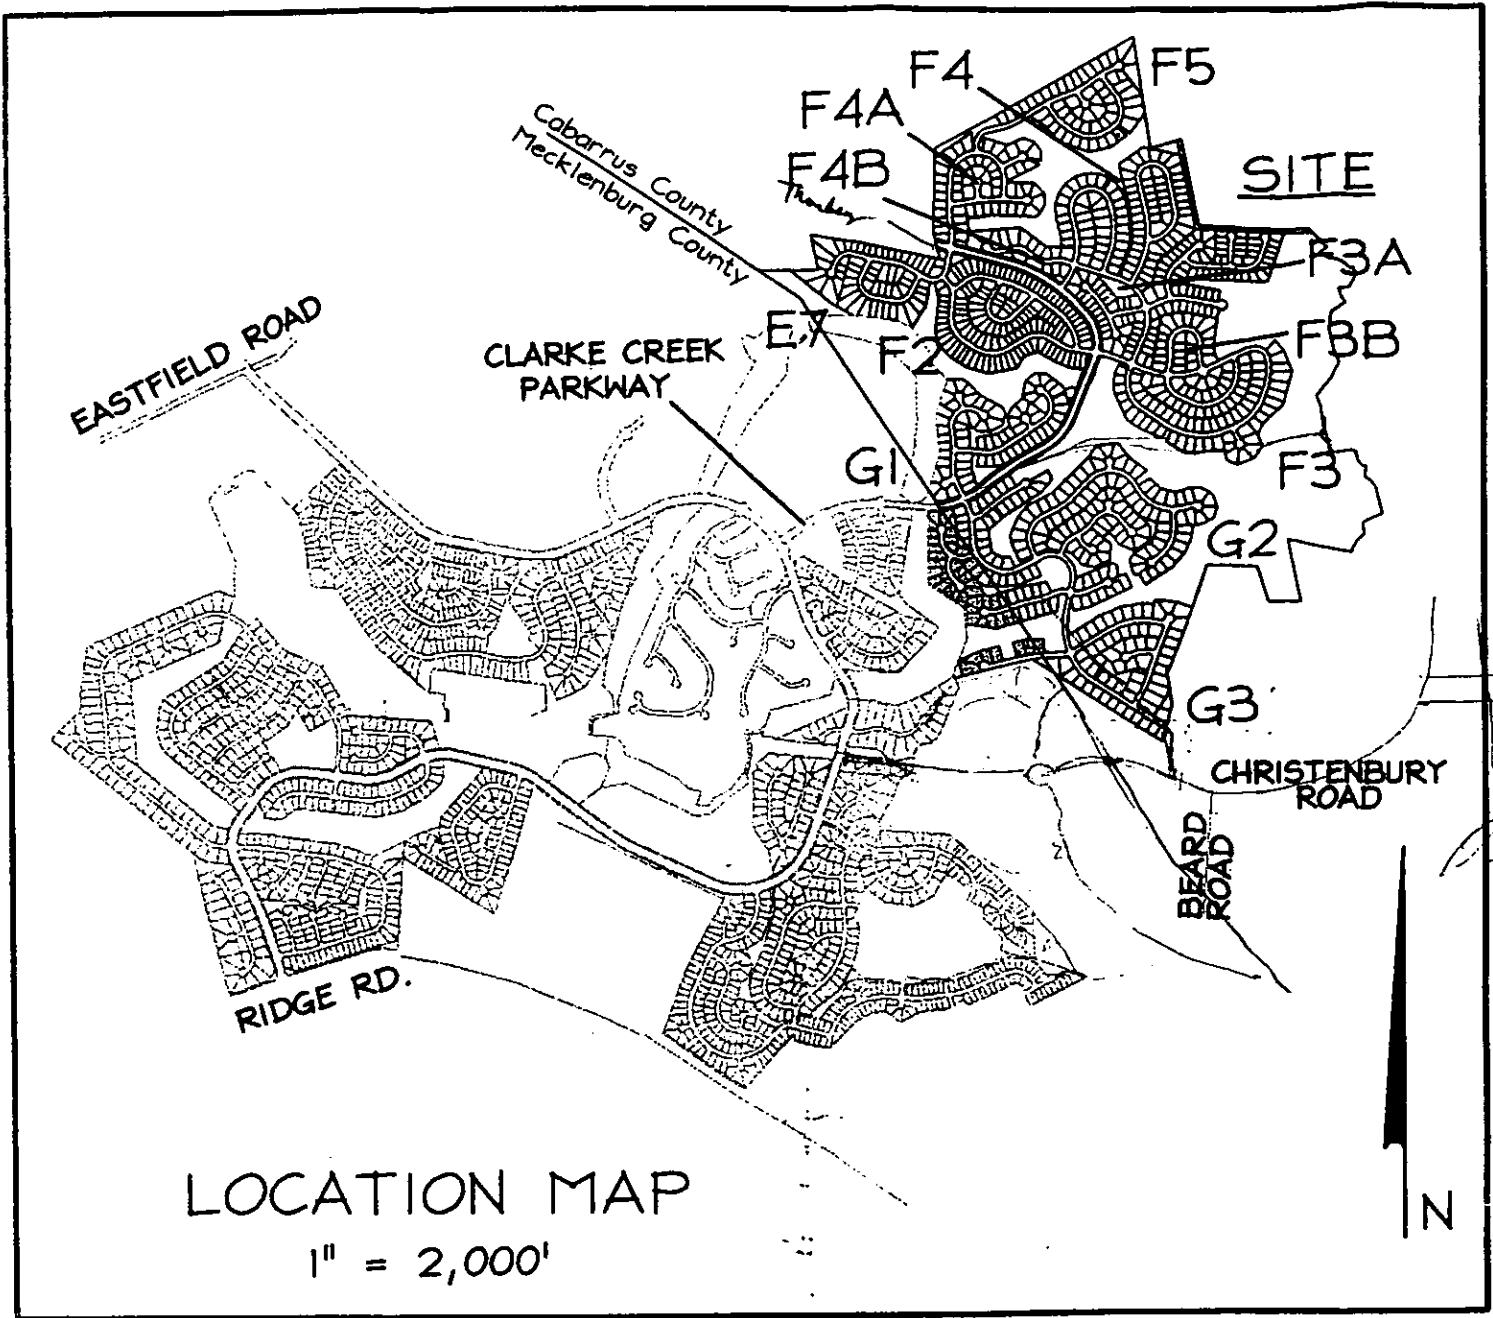 F5
F4
F4A
F4B
Cabarrus County
Mecklenburg County
SITE
F3A
EASTFIELD ROAD
CLARKE CREEK
PARKWAY
E.7
F2
F3B
G1
F3
G2
G3
CHRISTENBURY
ROAD
BEARD
ROAD
RIDGE RD.
LOCATION MAP
1" = 2,000'
N